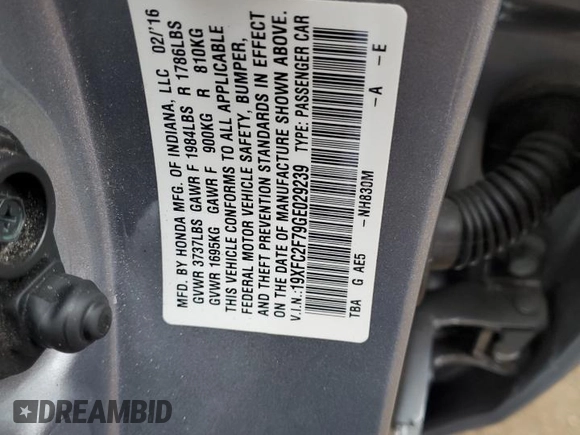 MFD. BY HONDA MFG. OF INDIANA, LLC 02/'16
GVWR 3737LBS GAWR F 1984LBS R 1786LBS
GVWR 1695KG GAWR F 900KG R 810KG
THIS VEHICLE CONFORMS TO ALL APPLICABLE
FEDERAL MOTOR VEHICLE SAFETY, BUMPER,
AND THEFT PREVENTION STANDARDS IN EFFECT
ON THE DATE OF MANUFACTURE SHOWN ABOVE.
V.I.N.:19XFC2F79GE029239 TYPE: PASSENGER CAR
TBA G AE5 -NH830M -A -E
DREAMBID